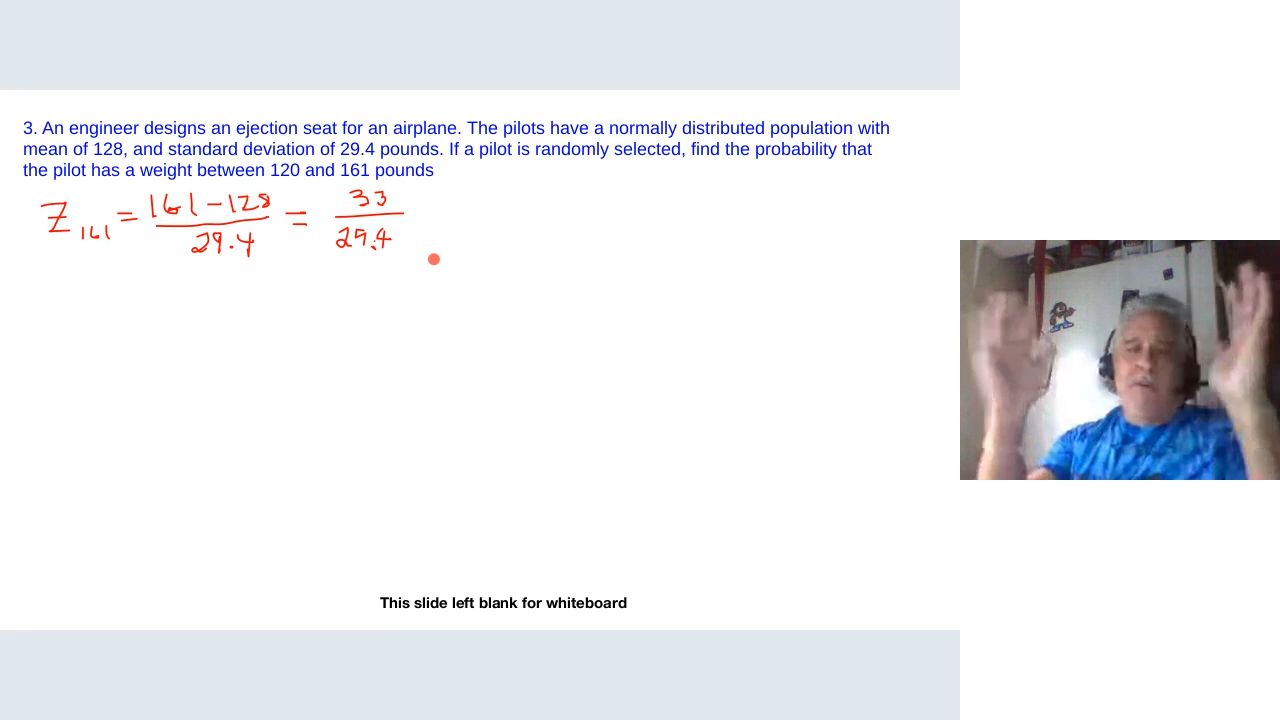 3. An engineer designs an ejection seat for an airplane. The pilots have a normally distributed population with
mean of 128, and standard deviation of 29.4 pounds. If a pilot is randomly selected, find the probability that
the pilot has a weight between 120 and 161 pounds
Z161 = 161-128 / 29.4 = 33 / 29.4
This slide left blank for whiteboard